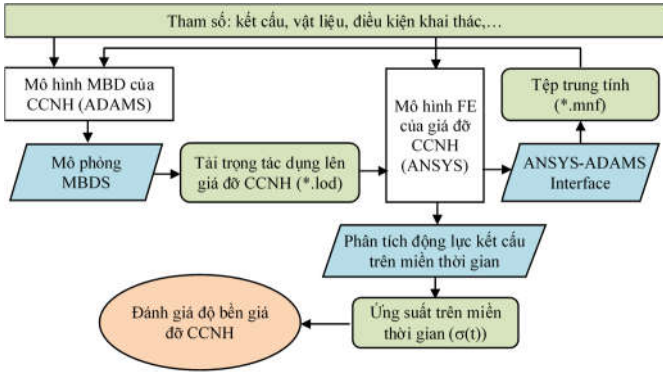 Tham số: kết cấu, vật liệu, điều kiện khai thác,…
Mô hình MBD của
CCNH (ADAMS)
Mô hình FE
của giá đỡ
CCNH
(ANSYS)
Tệp trung tính
(*.mnf)
Mô phỏng
MBDS
Tải trọng tác dụng lên
giá đỡ CCNH (*.lod)
ANSYS-ADAMS
Interface
Phân tích động lực kết cấu
trên miền thời gian
Đánh giá độ bền giá
đỡ CCNH
Ứng suất trên miền
thời gian (σ(t))